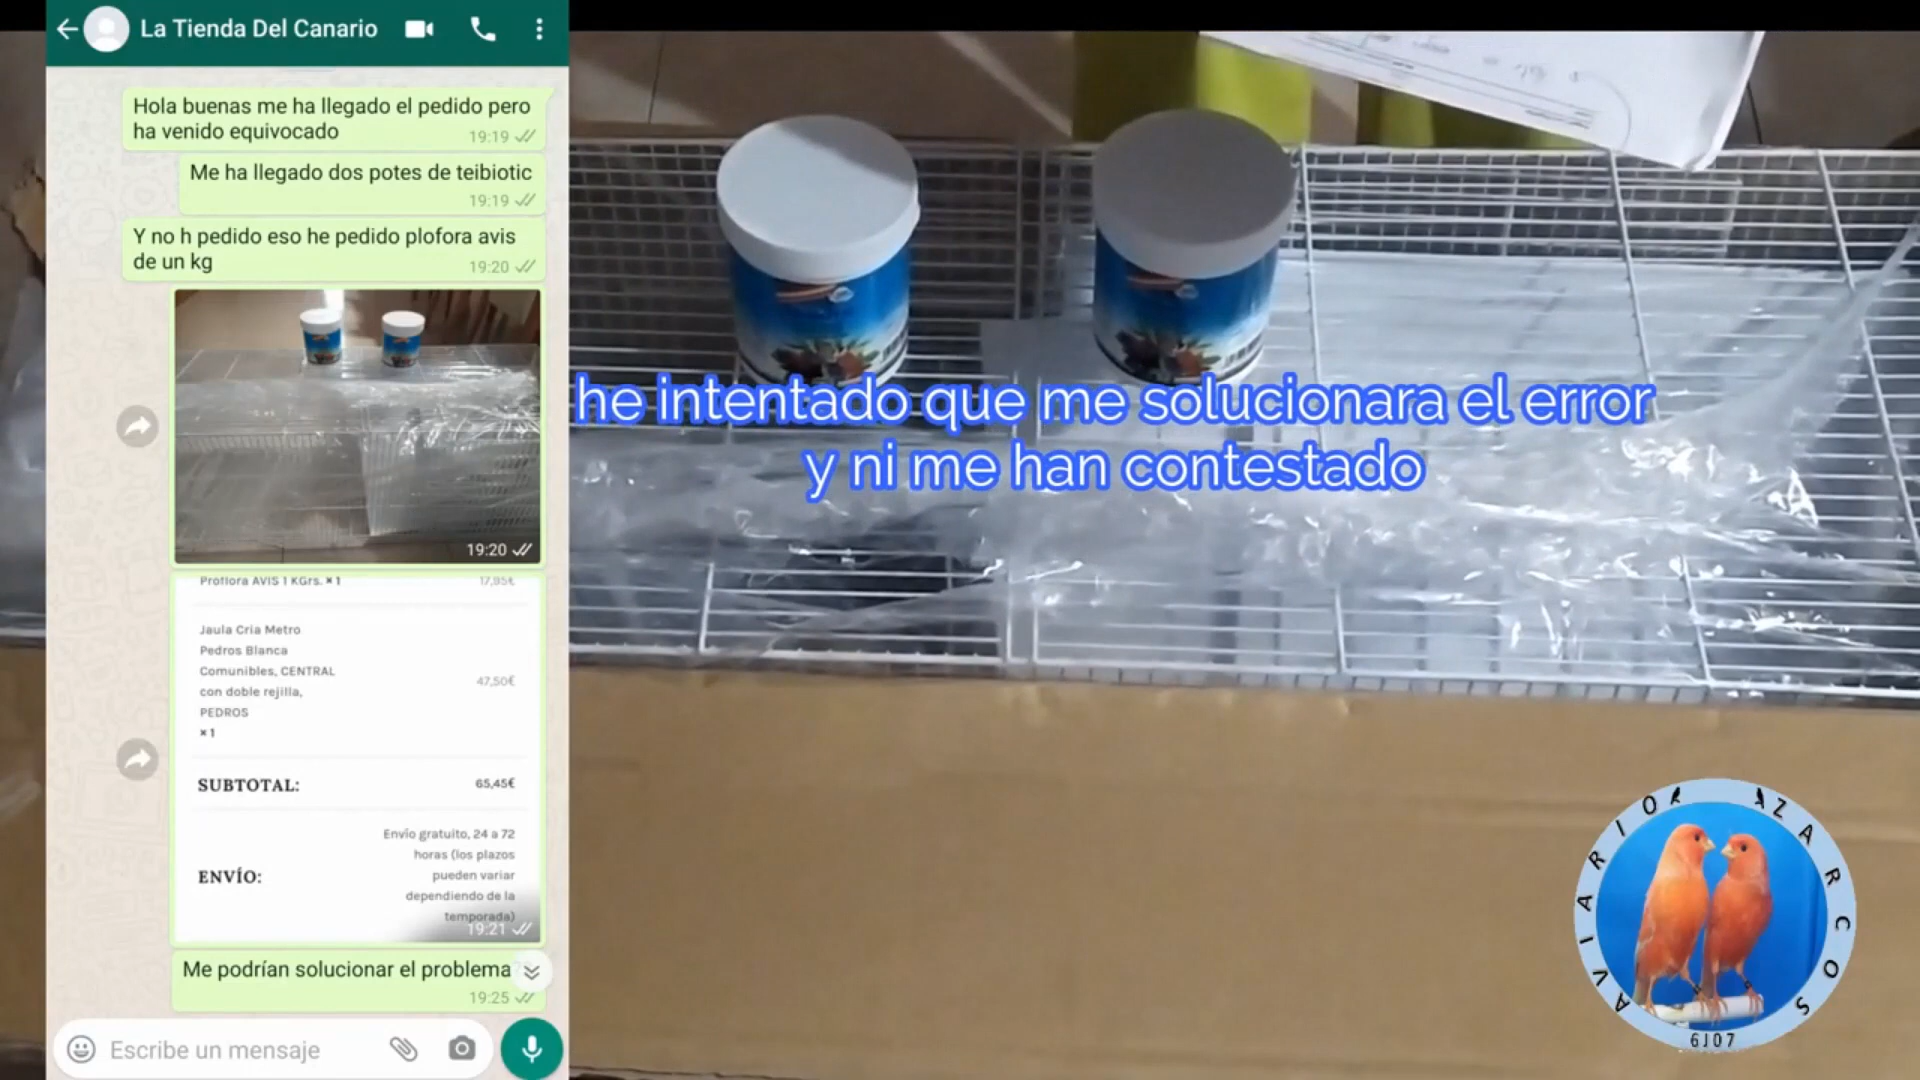 La Tienda Del Canario
Hola buenas me ha llegado el pedido pero
ha venido equivocado
19:19
Me ha llegado dos potes de teibiotic
19:19
Y no h pedido eso he pedido plofora avis
de un kg
19:20
19:20
Proflora AVIS 1 KGrs. × 1
17,95€
Jaula Cria Metro
Pedros Blanca
Comunibles, CENTRAL
con doble rejilla,
PEDROS
× 1
47,50€
SUBTOTAL:
65,45€
ENVÍO:
Envío gratuito, 24 a 72
horas (los plazos
pueden variar
dependiendo de la
temporada)
19:21
Me podrían solucionar el problema
19:25
Escribe un mensaje
he intentado que me solucionara el error
y ni me han contestado
AVIARIO AZARCOS
6J07